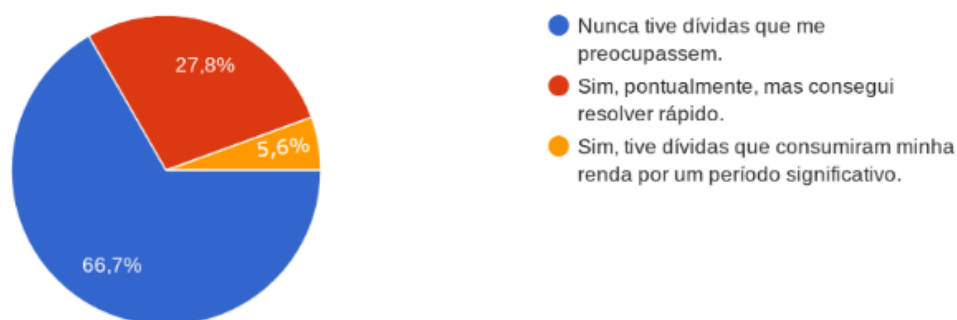 27,8%
5,6%
66,7%
Nunca tive dívidas que me
preocupassem.
Sim, pontualmente, mas consegui
resolver rápido.
Sim, tive dívidas que consumiram minha
renda por um período significativo.